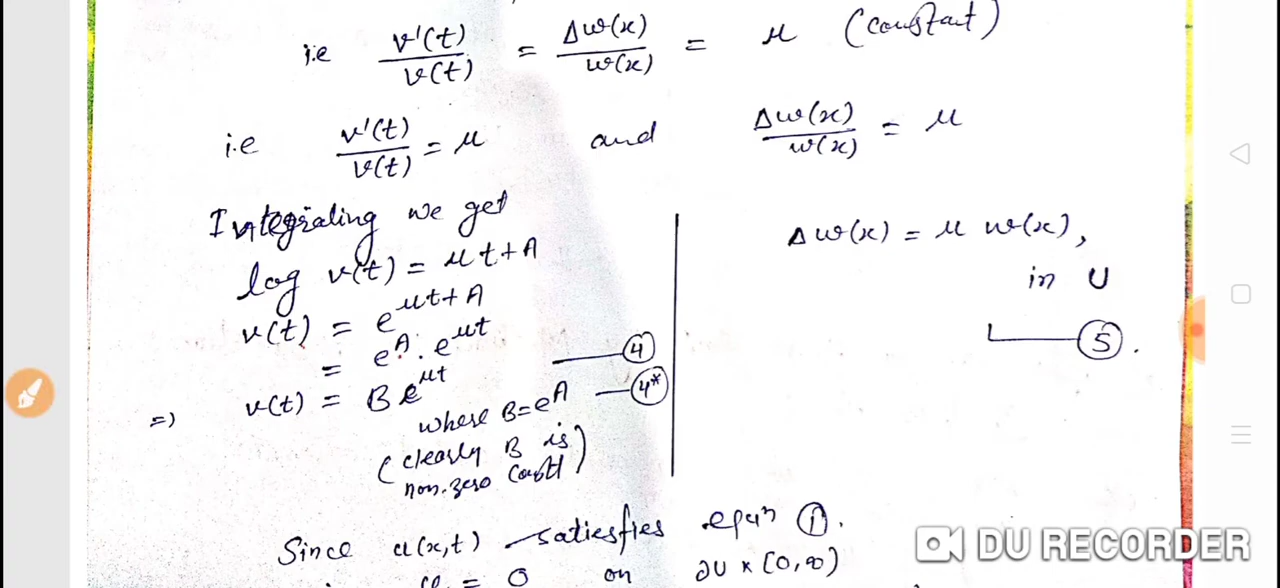 i.e v'(t)/v(t) = Δw(x)/w(x) = μ (constant)
i.e v'(t)/v(t) = μ and Δw(x)/w(x) = μ
Integrating we get
log v(t) = μt+A
v(t) = e^{μt+A}
= e^A. e^{μt}
④
=) v(t) = B e^{μt}
where B=e^A ④*
(clearly B is
non-zero const)
Δw(x) = μ w(x),
in U
⑤.
Since u(x,t) satisfies eqn ①.
= 0 on ∂U × [0,∞)
DU RECORDER